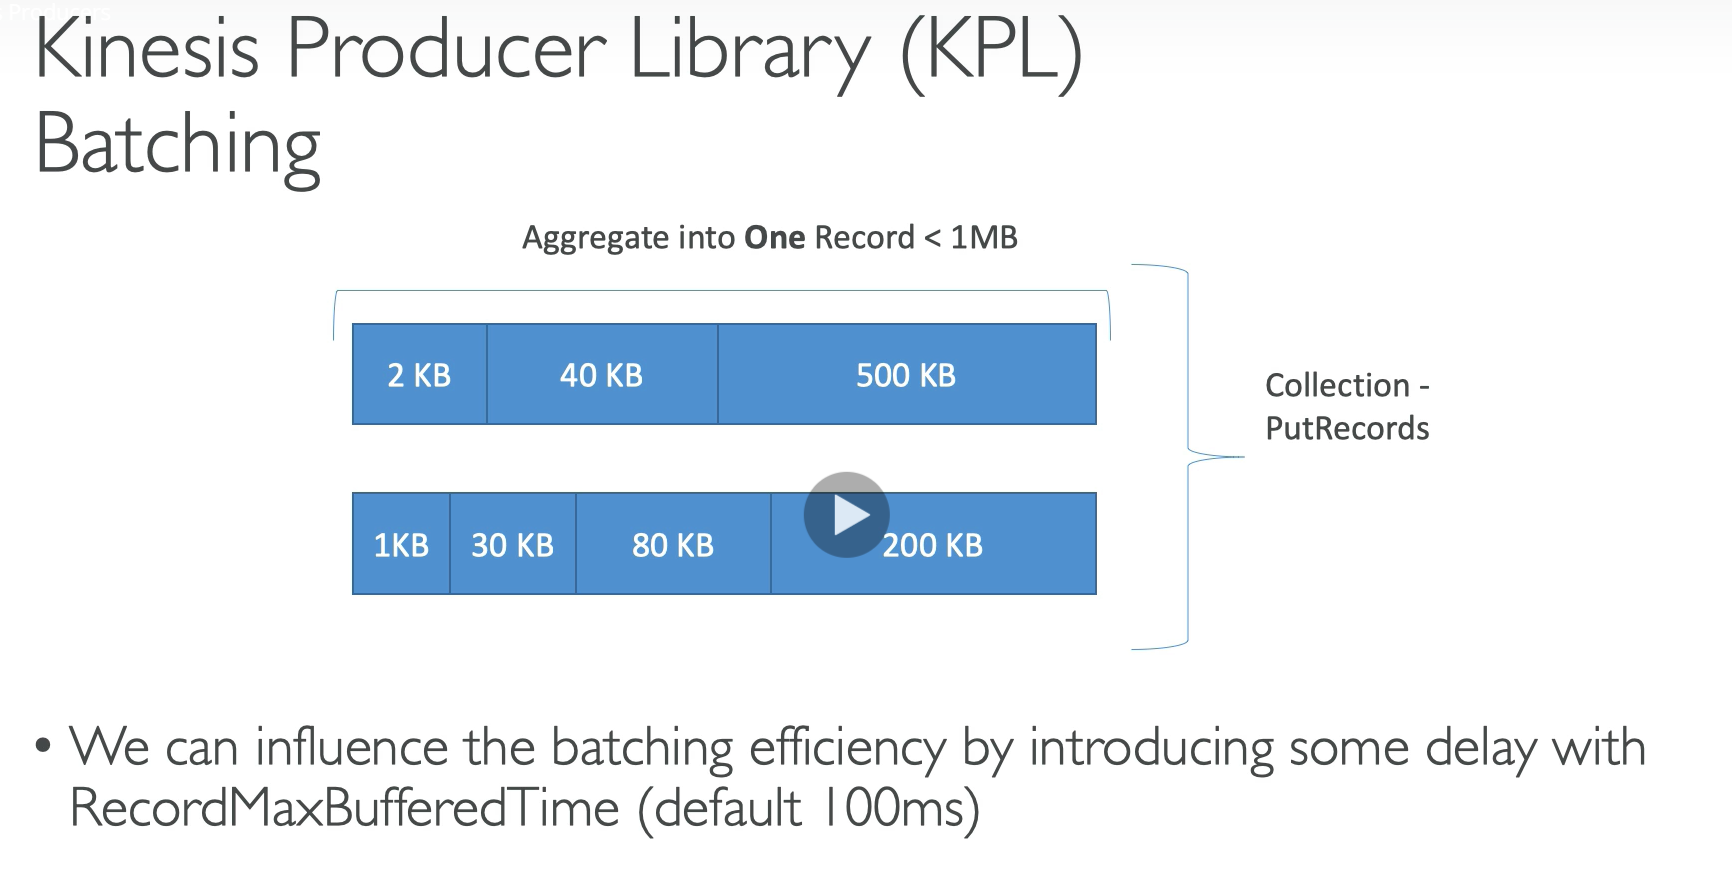 s Producers
Kinesis Producer Library (KPL)
Batching
Aggregate into One Record < 1MB
2 KB 40 KB 500 KB
Collection -
PutRecords
1KB 30 KB 80 KB 200 KB
• We can influence the batching efficiency by introducing some delay with
RecordMaxBufferedTime (default 100ms)